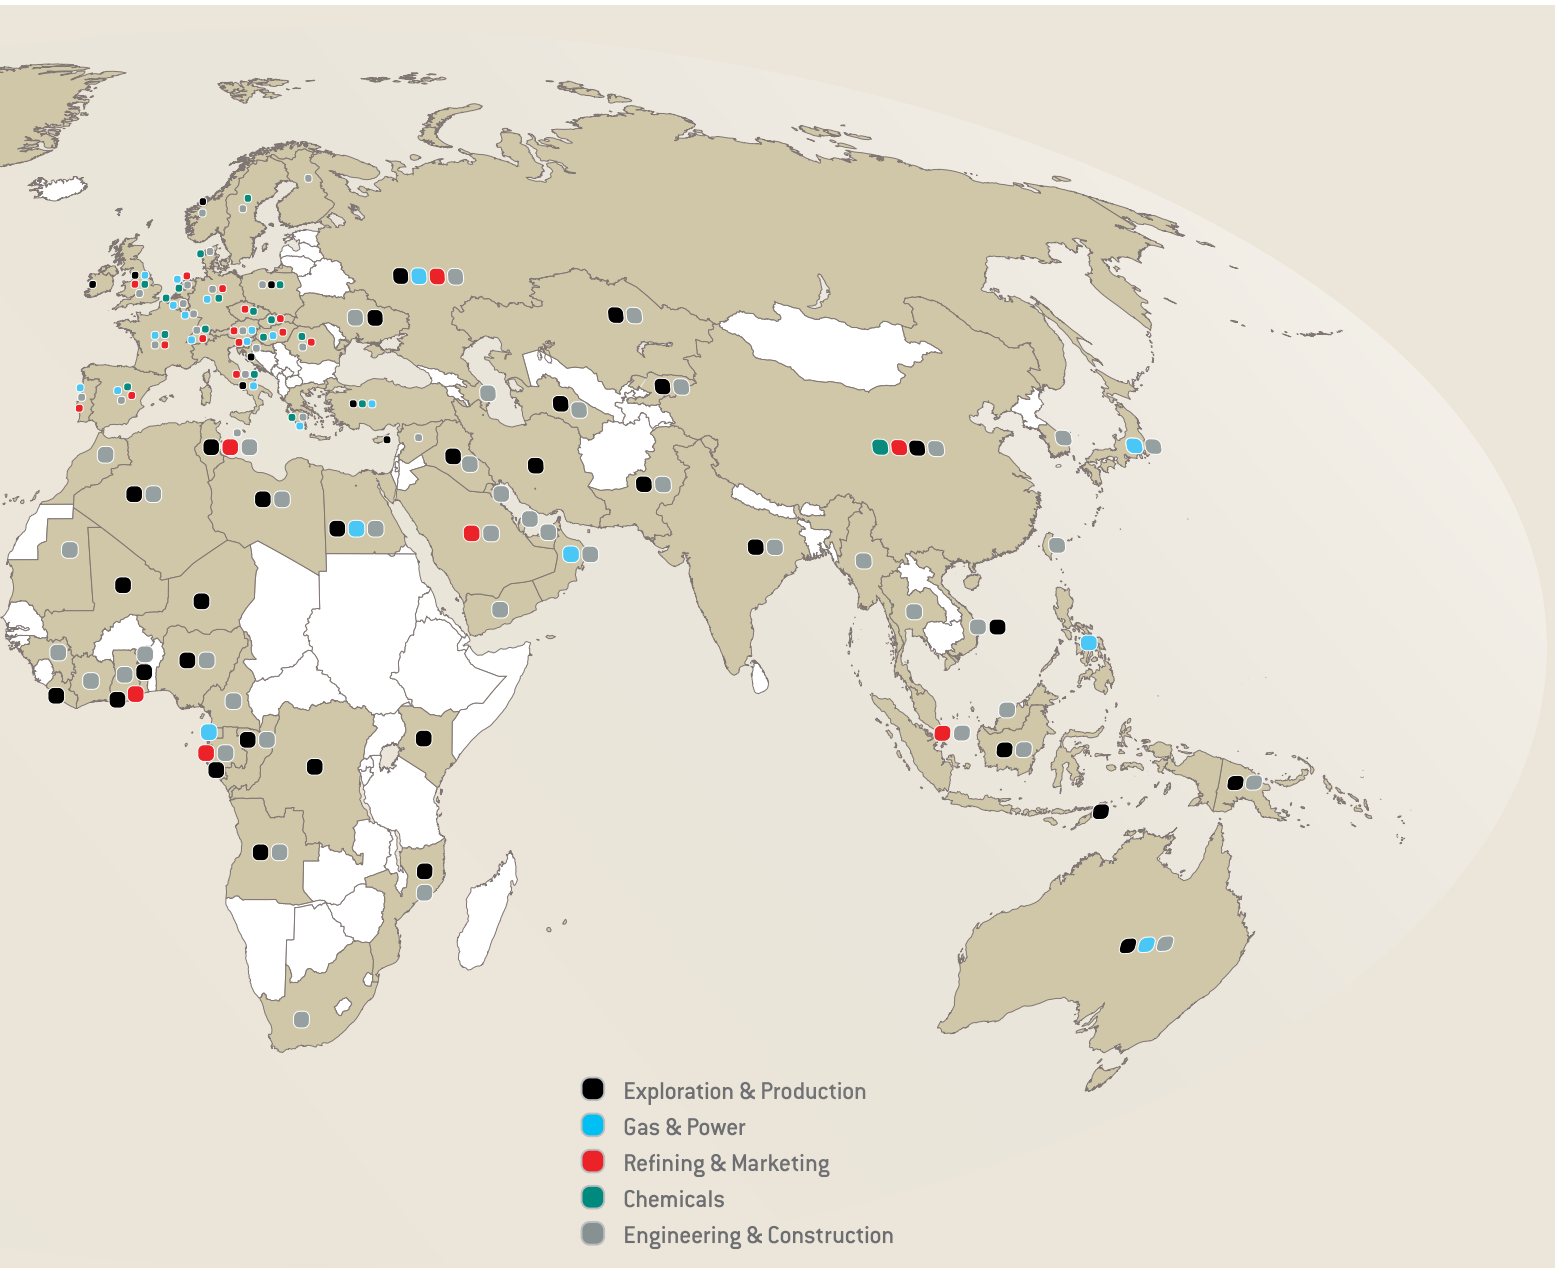 Exploration & Production
Gas & Power
Refining & Marketing
Chemicals
Engineering & Construction